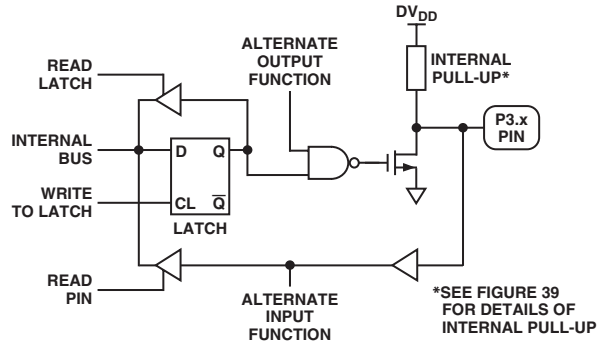 DVDD
READ
LATCH
ALTERNATE
OUTPUT
FUNCTION
INTERNAL
PULL-UP*
P3.x
PIN
INTERNAL
BUS
D Q
WRITE
TO LATCH
CL Q̅
LATCH
READ
PIN
ALTERNATE
INPUT
FUNCTION
*SEE FIGURE 39
FOR DETAILS OF
INTERNAL PULL-UP